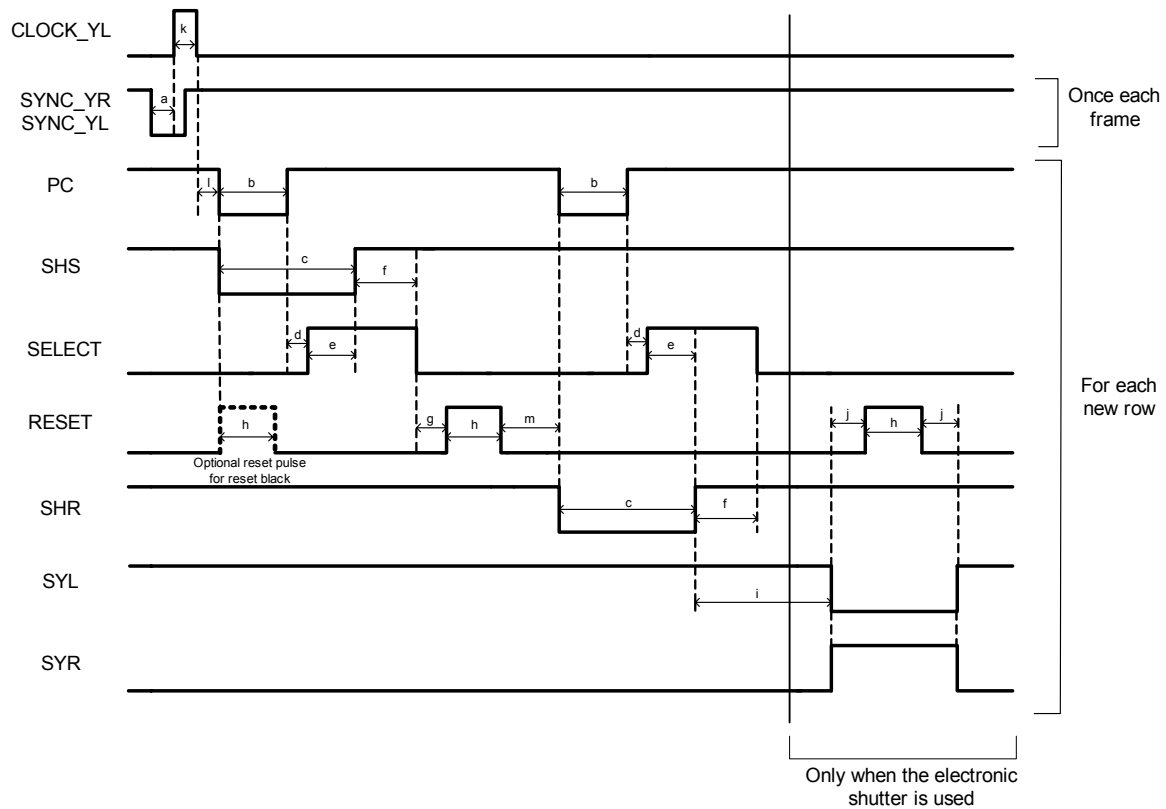 CLOCK_YL
k
SYNC_YR
SYNC_YL
a
Once each
frame
PC
l
b
b
SHS
c
f
SELECT
d
e
d
e
For each
new row
RESET
h
g
h
m
j
h
j
Optional reset pulse
for reset black
SHR
c
f
SYL
i
SYR
Only when the electronic
shutter is used